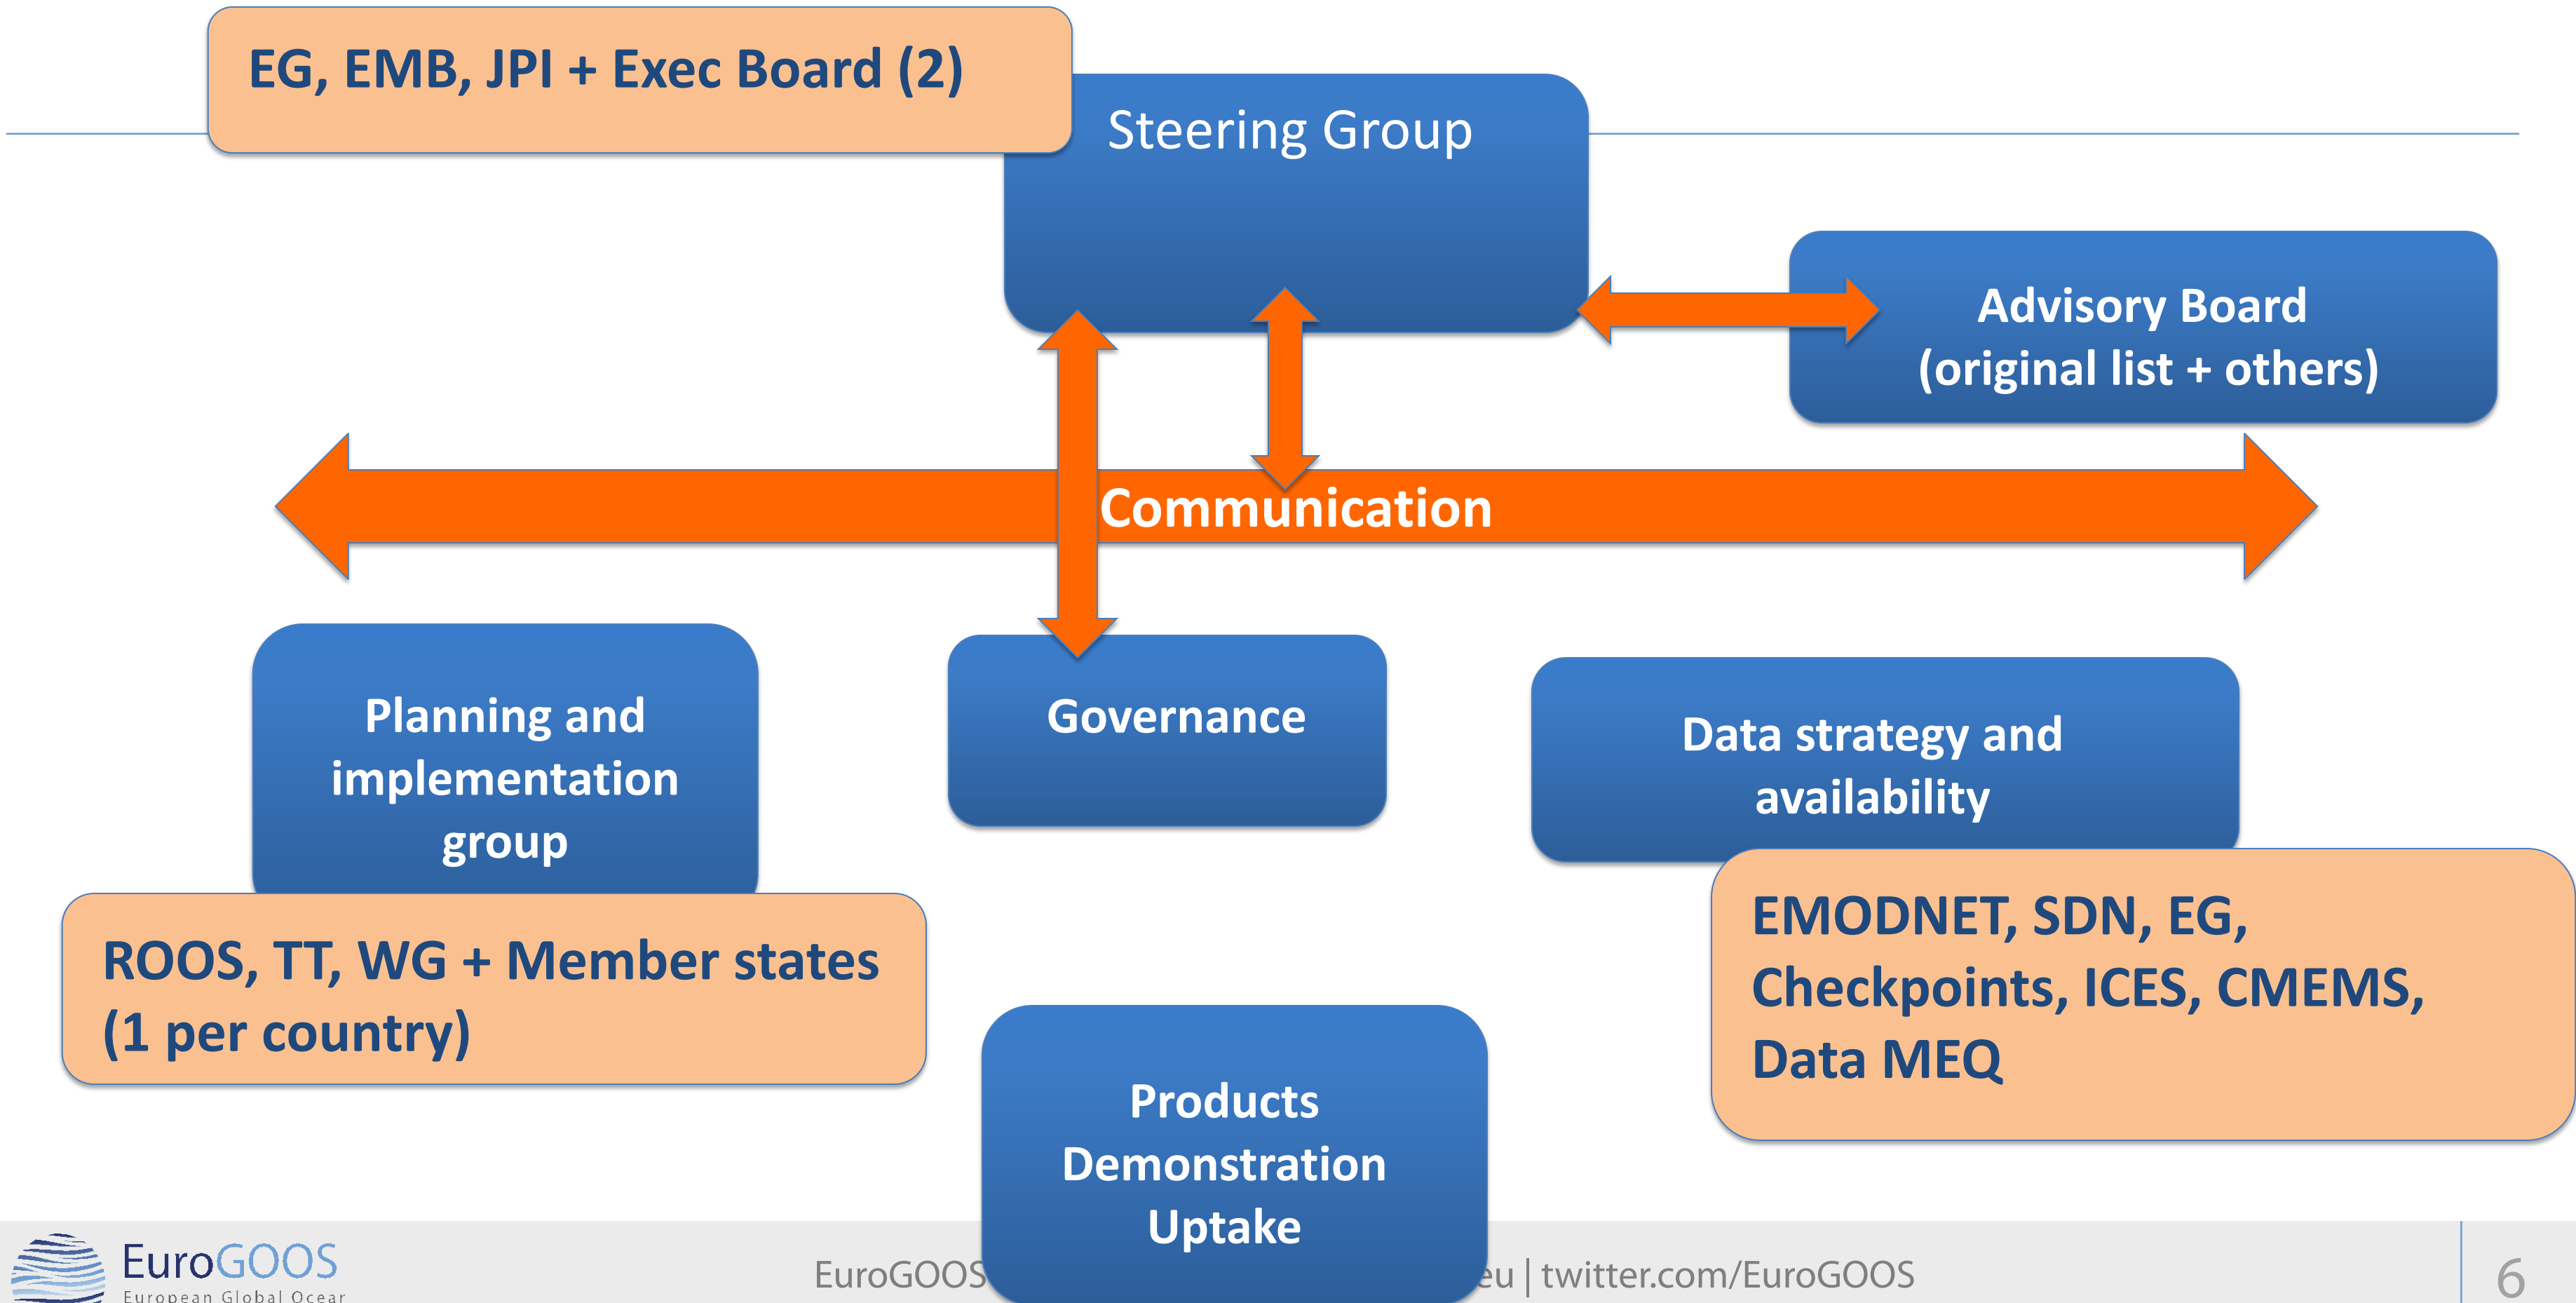 EG, EMB, JPI + Exec Board (2)
Steering Group
Advisory Board
(original list + others)
Communication
Planning and
implementation
group
Governance
Data strategy and
availability
ROOS, TT, WG + Member states
(1 per country)
EMODNET, SDN, EG,
Checkpoints, ICES, CMEMS,
Data MEQ
Products
Demonstration
Uptake
EuroGOOS
European Global Ocean
EuroGOOS
eu | twitter.com/EuroGOOS
6